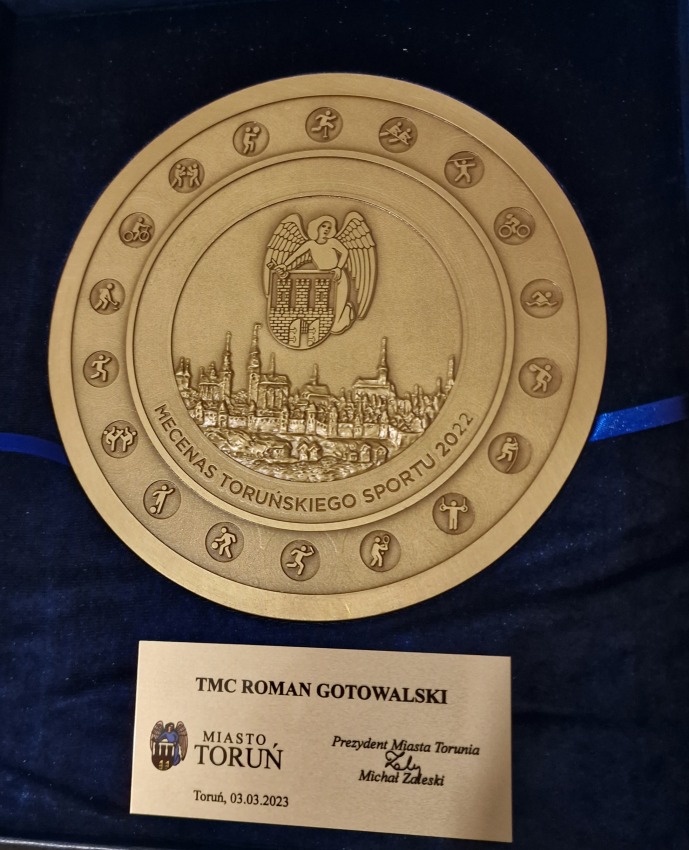 MECENAS TORUŃSKIEGO SPORTU 2022
TMC ROMAN GOTOWALSKI
MIASTO
TORUŃ
Prezydent Miasta Torunia
Michał Zaleski
Toruń, 03.03.2023